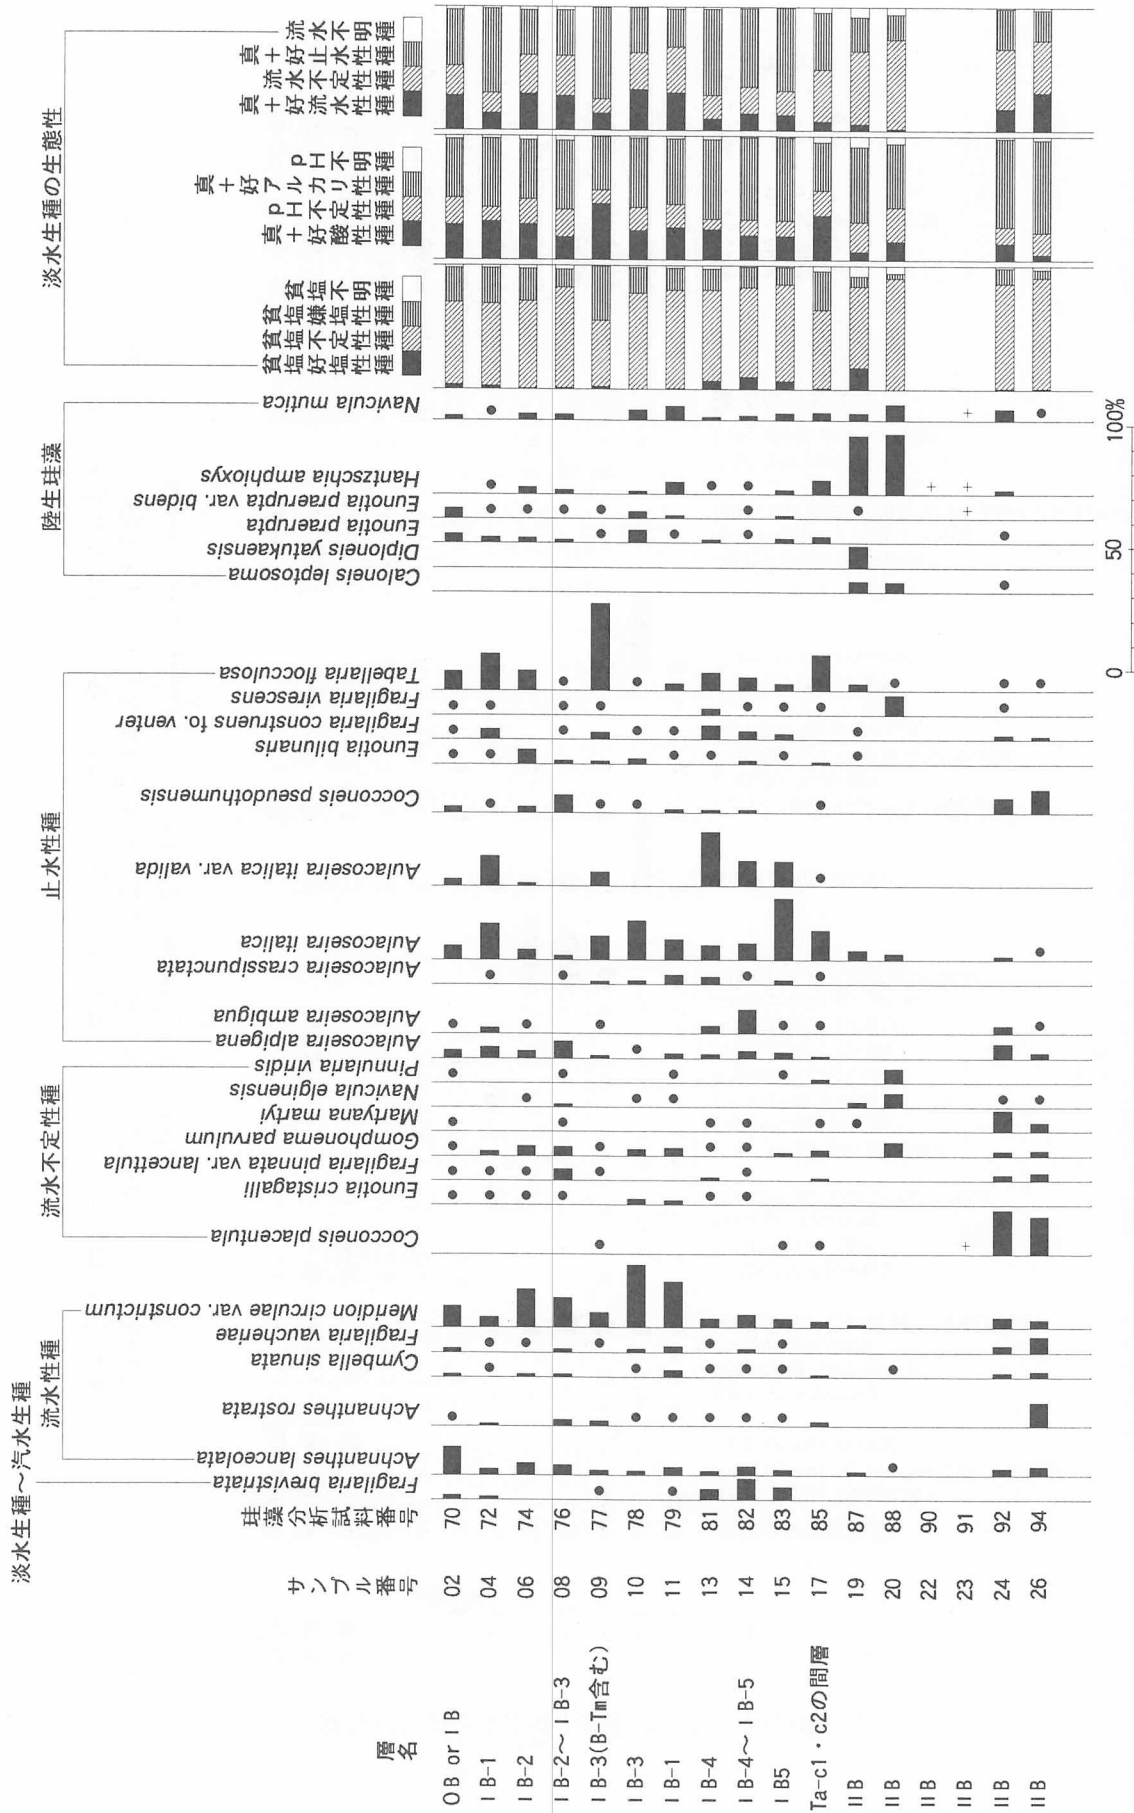 淡水生種～汽水生種
流水性種
流水不定性種
止水性種
陸生珪藻
淡水生種の生態性
層名
サンプル番号
珪藻分析試料番号
Fragilaria brevistriata
Achnanthes lanceolata
Achnanthes rostrata
Cymbella sinuata
Fragilaria vaucheriae
Meridion circulae var. constrictum
Cocconeis placentula
Eunotia cristagalli
Fragilaria pinnata var. lancettula
Gomphonema parvulum
Martyana martyi
Navicula elginensis
Pinnularia viridis
Aulacoseira alpigena
Aulacoseira ambigua
Aulacoseira crassipunctata
Aulacoseira italica
Aulacoseira italica var. valida
Cocconeis pseudothumensis
Eunotia bilunaris
Fragilaria construens fo. venter
Fragilaria virescens
Tabellaria flocculosa
Caloneis leptosoma
Diploneis yatukaensis
Eunotia praerupta
Eunotia praerupta var. bidens
Hantzschia amphioxys
Navicula mutica
貧塩好塩性種
貧塩不定性種
貧塩嫌塩性種
貧塩不明種
真＋好酸性種
pH不定性種
真＋好アルカリ性種
pH不明種
真＋好流水性種
流水不定性種
真＋好止水性種
流水不明種
OB or IB 02 70
IB-1 04 72
IB-2 06 74
IB-2～IB-3 08 76
IB-3(B-Tm含む) 09 77
IB-3 10 78
IB-1 11 79
IB-4 13 81
IB-4～IB-5 14 82
IB5 15 83
Ta-c1・c2の間層 17 85
IIB 19 87
IIB 20 88
IIB 22 90
IIB 23 91
IIB 24 92
IIB 26 94
0 50 100%